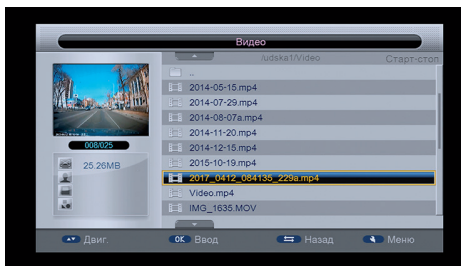 Видео
/udska1/Video Старт-стоп
..
2014-05-15.mp4
2014-07-29.mp4
2014-08-07a.mp4
2014-11-20.mp4
2014-12-15.mp4
2015-10-19.mp4
2017_0412_084135_229a.mp4
Video.mp4
IMG_1635.MOV
008/025
25.26MB
Двиг. OK Ввод Назад Меню